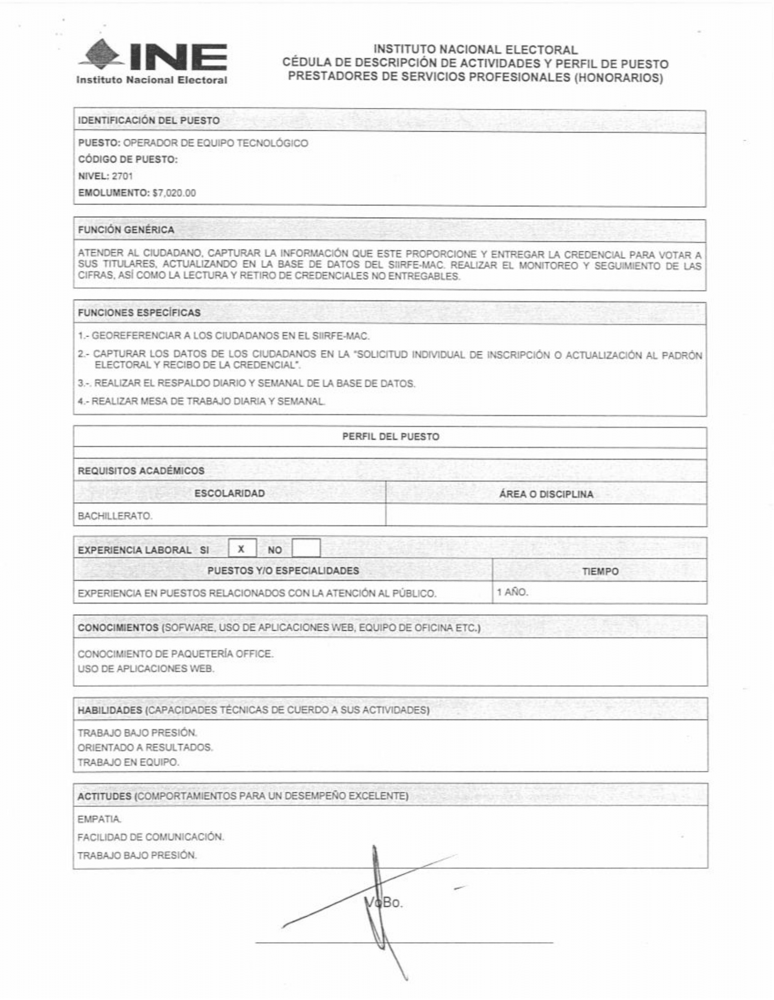 INE
Instituto Nacional Electoral
INSTITUTO NACIONAL ELECTORAL
CÉDULA DE DESCRIPCIÓN DE ACTIVIDADES Y PERFIL DE PUESTO
PRESTADORES DE SERVICIOS PROFESIONALES (HONORARIOS)
IDENTIFICACIÓN DEL PUESTO
PUESTO: OPERADOR DE EQUIPO TECNOLÓGICO
CÓDIGO DE PUESTO:
NIVEL: 2701
EMOLUMENTO: $7,020.00
FUNCIÓN GENÉRICA
ATENDER AL CIUDADANO, CAPTURAR LA INFORMACIÓN QUE ESTE PROPORCIONE Y ENTREGAR LA CREDENCIAL PARA VOTAR A
SUS TITULARES, ACTUALIZANDO EN LA BASE DE DATOS DEL SIIRFE-MAC. REALIZAR EL MONITOREO Y SEGUIMIENTO DE LAS
CIFRAS, ASÍ COMO LA LECTURA Y RETIRO DE CREDENCIALES NO ENTREGABLES.
FUNCIONES ESPECÍFICAS
1.- GEOREFERENCIAR A LOS CIUDADANOS EN EL SIIRFE-MAC.
2.- CAPTURAR LOS DATOS DE LOS CIUDADANOS EN LA "SOLICITUD INDIVIDUAL DE INSCRIPCIÓN O ACTUALIZACIÓN AL PADRÓN
ELECTORAL Y RECIBO DE LA CREDENCIAL".
3.-. REALIZAR EL RESPALDO DIARIO Y SEMANAL DE LA BASE DE DATOS.
4.- REALIZAR MESA DE TRABAJO DIARIA Y SEMANAL.
PERFIL DEL PUESTO
REQUISITOS ACADÉMICOS
ESCOLARIDAD ÁREA O DISCIPLINA
BACHILLERATO.
EXPERIENCIA LABORAL SI X NO
PUESTOS Y/O ESPECIALIDADES TIEMPO
EXPERIENCIA EN PUESTOS RELACIONADOS CON LA ATENCIÓN AL PÚBLICO. 1 AÑO.
CONOCIMIENTOS (SOFWARE, USO DE APLICACIONES WEB, EQUIPO DE OFICINA ETC.)
CONOCIMIENTO DE PAQUETERÍA OFFICE.
USO DE APLICACIONES WEB.
HABILIDADES (CAPACIDADES TÉCNICAS DE CUERDO A SUS ACTIVIDADES)
TRABAJO BAJO PRESIÓN.
ORIENTADO A RESULTADOS.
TRABAJO EN EQUIPO.
ACTITUDES (COMPORTAMIENTOS PARA UN DESEMPEÑO EXCELENTE)
EMPATIA.
FACILIDAD DE COMUNICACIÓN.
TRABAJO BAJO PRESIÓN.
VoBo.